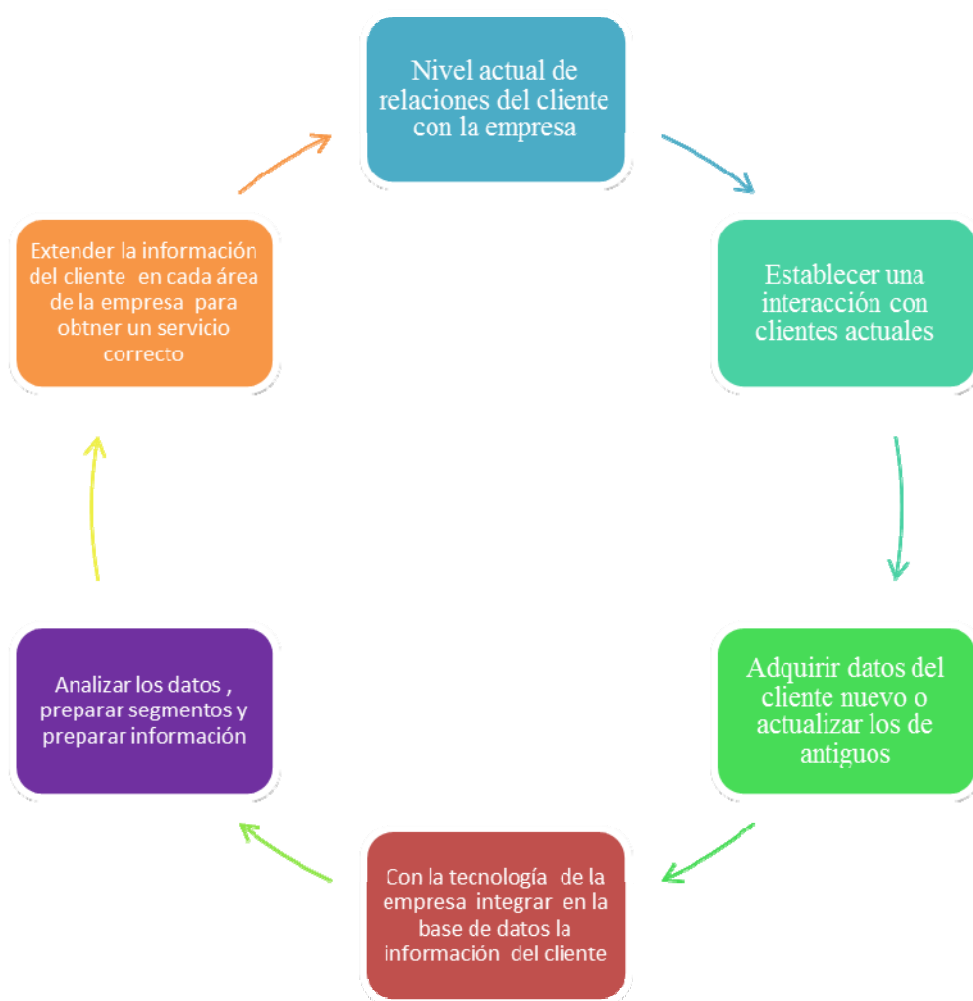 Nivel actual de
relaciones del cliente
con la empresa
Establecer una
interacción con
clientes actuales
Adquirir datos del
cliente nuevo o
actualizar los de
antiguos
Con la tecnología de la
empresa integrar en la
base de datos la
información del cliente
Analizar los datos ,
preparar segmentos y
preparar información
Extender la información
del cliente en cada área
de la empresa para
obtner un servicio
correcto